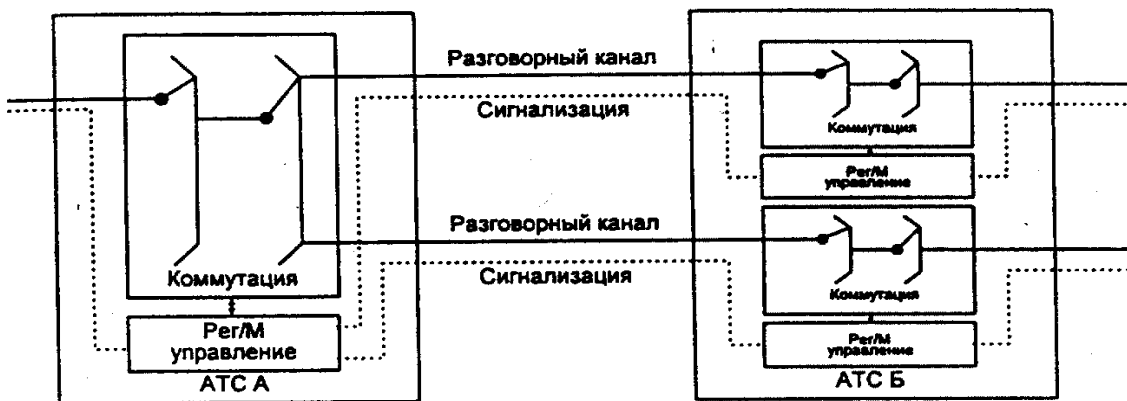 Разговорный канал
Сигнализация
Коммутация
Рег/М
управление
Разговорный канал
Сигнализация
Коммутация
Рег/М
управление
АТС А
Коммутация
Рег/М
управление
АТС Б